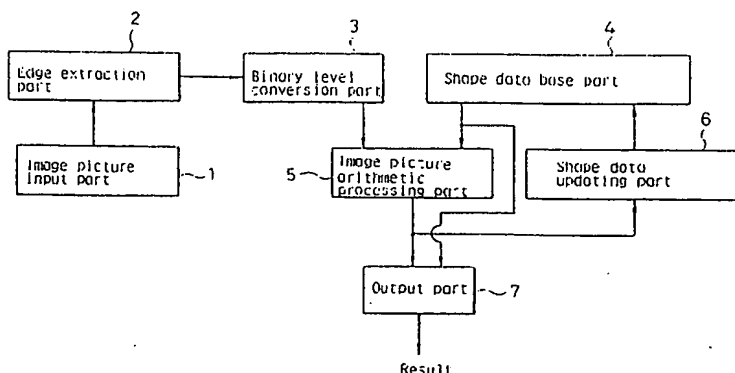 2
3
4
Edge extraction
part
Binary level
conversion part
Shape data base part
6
Image picture
input part
1
5
Image picture
arithmetic
processing part
Shape data
updating part
Output part
7
Result